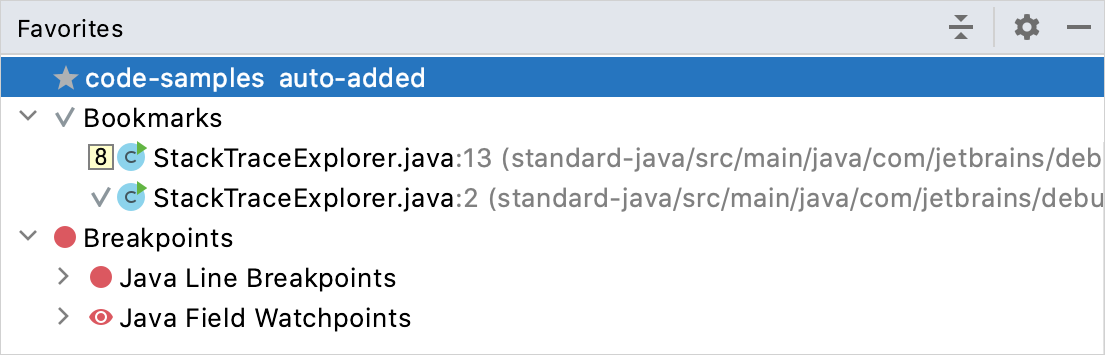 Favorites
code-samples auto-added
Bookmarks
8 C StackTraceExplorer.java:13 (standard-java/src/main/java/com/jetbrains/deb
C StackTraceExplorer.java:2 (standard-java/src/main/java/com/jetbrains/debu
Breakpoints
Java Line Breakpoints
Java Field Watchpoints